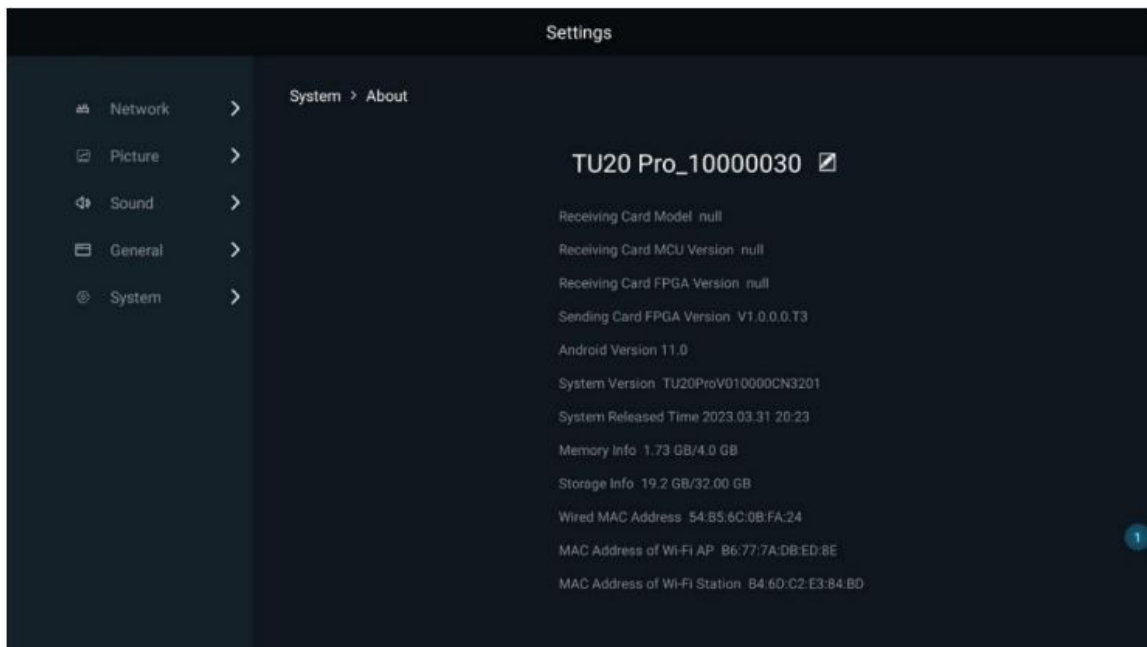 Settings
Network
Picture
Sound
General
System
System > About
TU20 Pro_10000030
Receiving Card Model null
Receiving Card MCU Version null
Receiving Card FPGA Version null
Sending Card FPGA Version V1.0.0.0.T3
Android Version 11.0
System Version TU20ProV010000CN3201
System Released Time 2023.03.31 20:23
Memory Info 1.73 GB/4.0 GB
Storage Info 19.2 GB/32.00 GB
Wired MAC Address 54:B5:6C:0B:FA:24
MAC Address of Wi-Fi AP B6:77:7A:DB:ED:8E
MAC Address of Wi-Fi Station B4:6D:C2:E3:84:BD
1